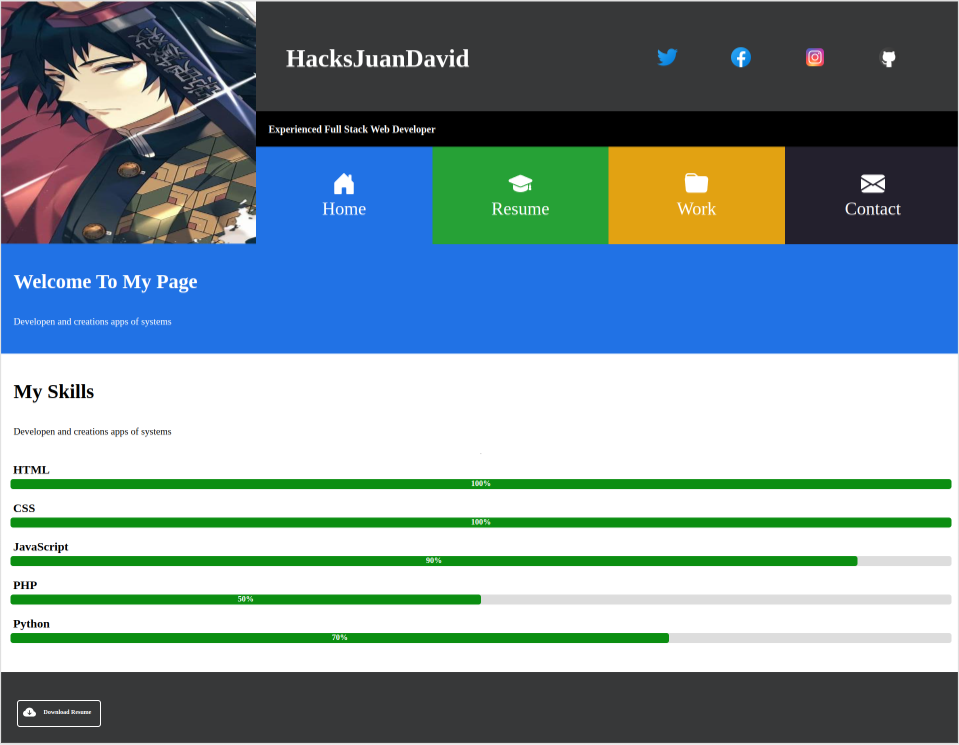 HacksJuanDavid
Experienced Full Stack Web Developer
Home
Resume
Work
Contact
Welcome To My Page
Developen and creations apps of systems
My Skills
Developen and creations apps of systems
HTML
100%
CSS
100%
JavaScript
90%
PHP
50%
Python
70%
Download Resume